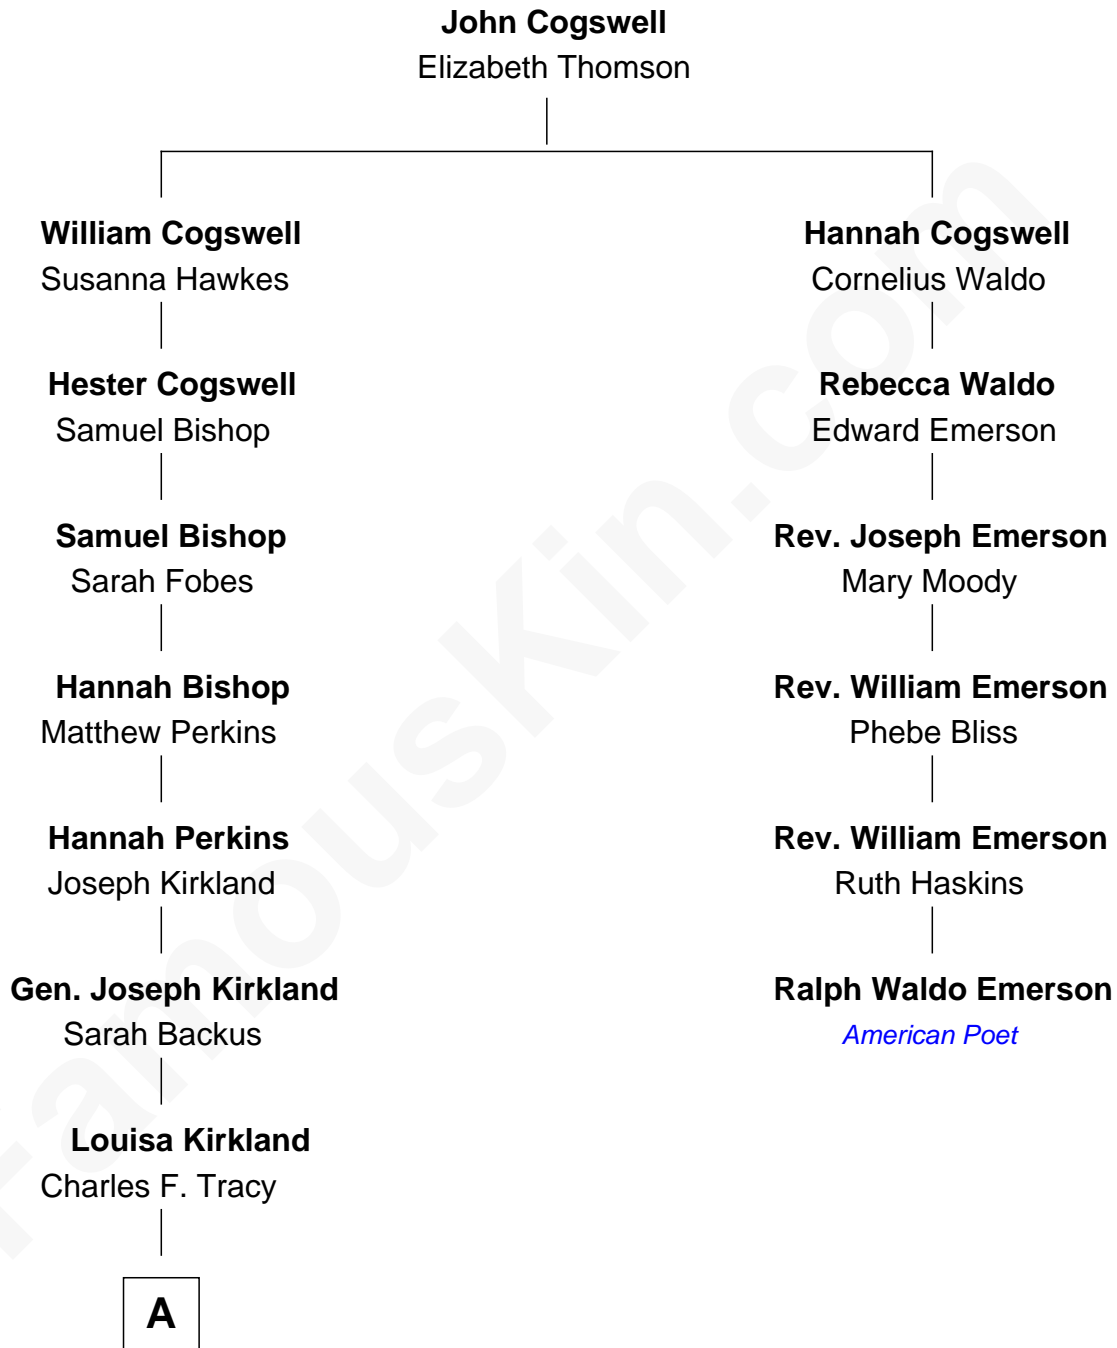 John Cogswell
Elizabeth Thomson
William Cogswell
Susanna Hawkes
Hester Cogswell
Samuel Bishop
Samuel Bishop
Sarah Fobes
Hannah Bishop
Matthew Perkins
Hannah Perkins
Joseph Kirkland
Gen. Joseph Kirkland
Sarah Backus
Louisa Kirkland
Charles F. Tracy
A
Hannah Cogswell
Cornelius Waldo
Rebecca Waldo
Edward Emerson
Rev. Joseph Emerson
Mary Moody
Rev. William Emerson
Phebe Bliss
Rev. William Emerson
Ruth Haskins
Ralph Waldo Emerson
American Poet
FamousKin.com